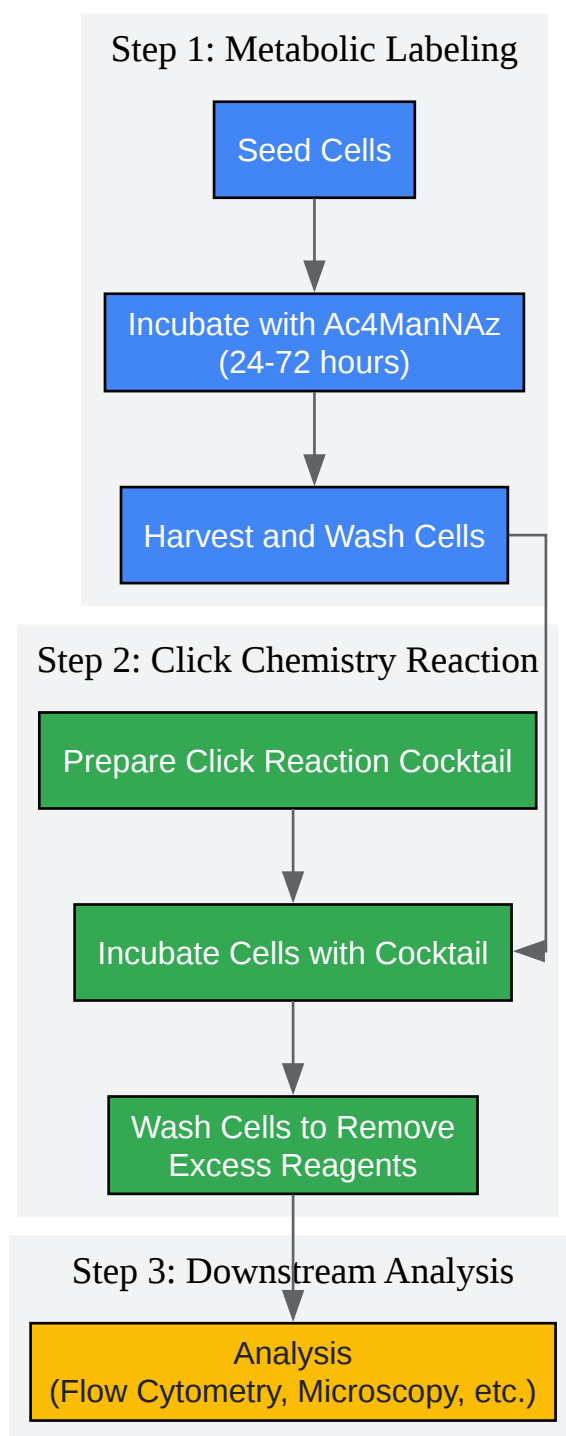 Step 1: Metabolic Labeling
Seed Cells
Incubate with Ac4ManNAz
(24-72 hours)
Harvest and Wash Cells
Step 2: Click Chemistry Reaction
Prepare Click Reaction Cocktail
Incubate Cells with Cocktail
Wash Cells to Remove
Excess Reagents
Step 3: Downstream Analysis
Analysis
(Flow Cytometry, Microscopy, etc.)